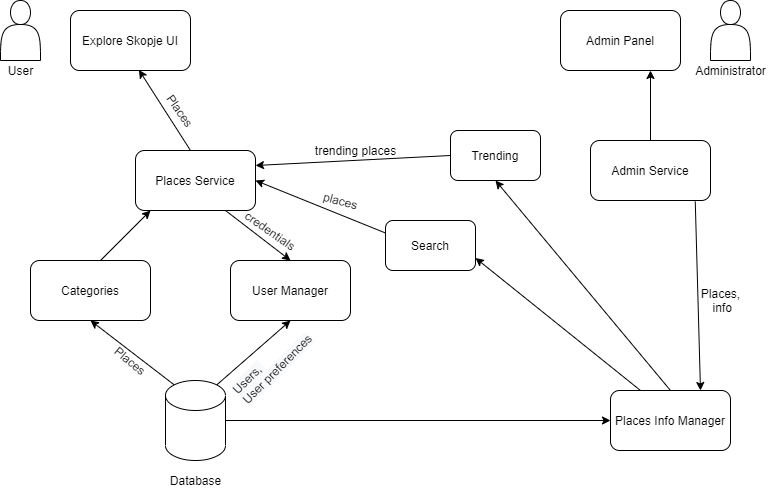 Explore Skopje UI
Admin Panel
User
Administrator
Places
trending places
Trending
Places Service
Admin Service
places
credentials
Search
Categories
User Manager
Places,
info
Places
Users,
User preferences
Places Info Manager
Database